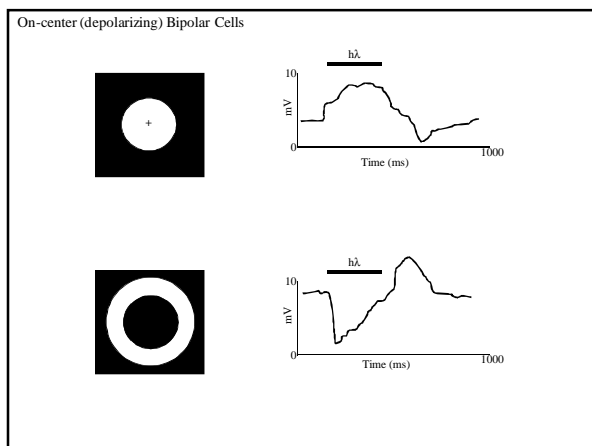 On-center (depolarizing) Bipolar Cells
hλ
10
mV
0
1000
Time (ms)
+
hλ
10
mV
0
1000
Time (ms)